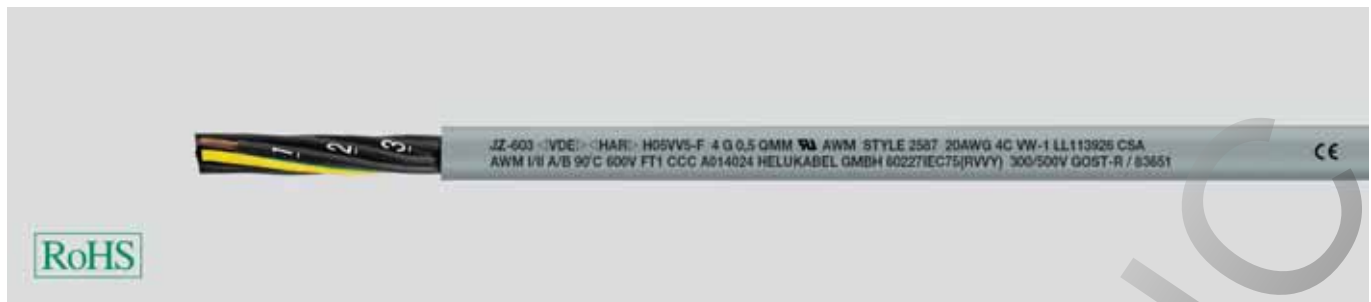 1 2 3
JZ-603 <VDE> <HAR> H05VV5-F 4 G 0,5 QMM AWM STYLE 2587 20AWG 4C VW-1 LL113926 CSA
AWM I/II A/B 90°C 600V FT1 CCC A014024 HELUKABEL GMBH 60227IEC75(RVVY) 300/500V GOST-R / 83651
CE
RoHS